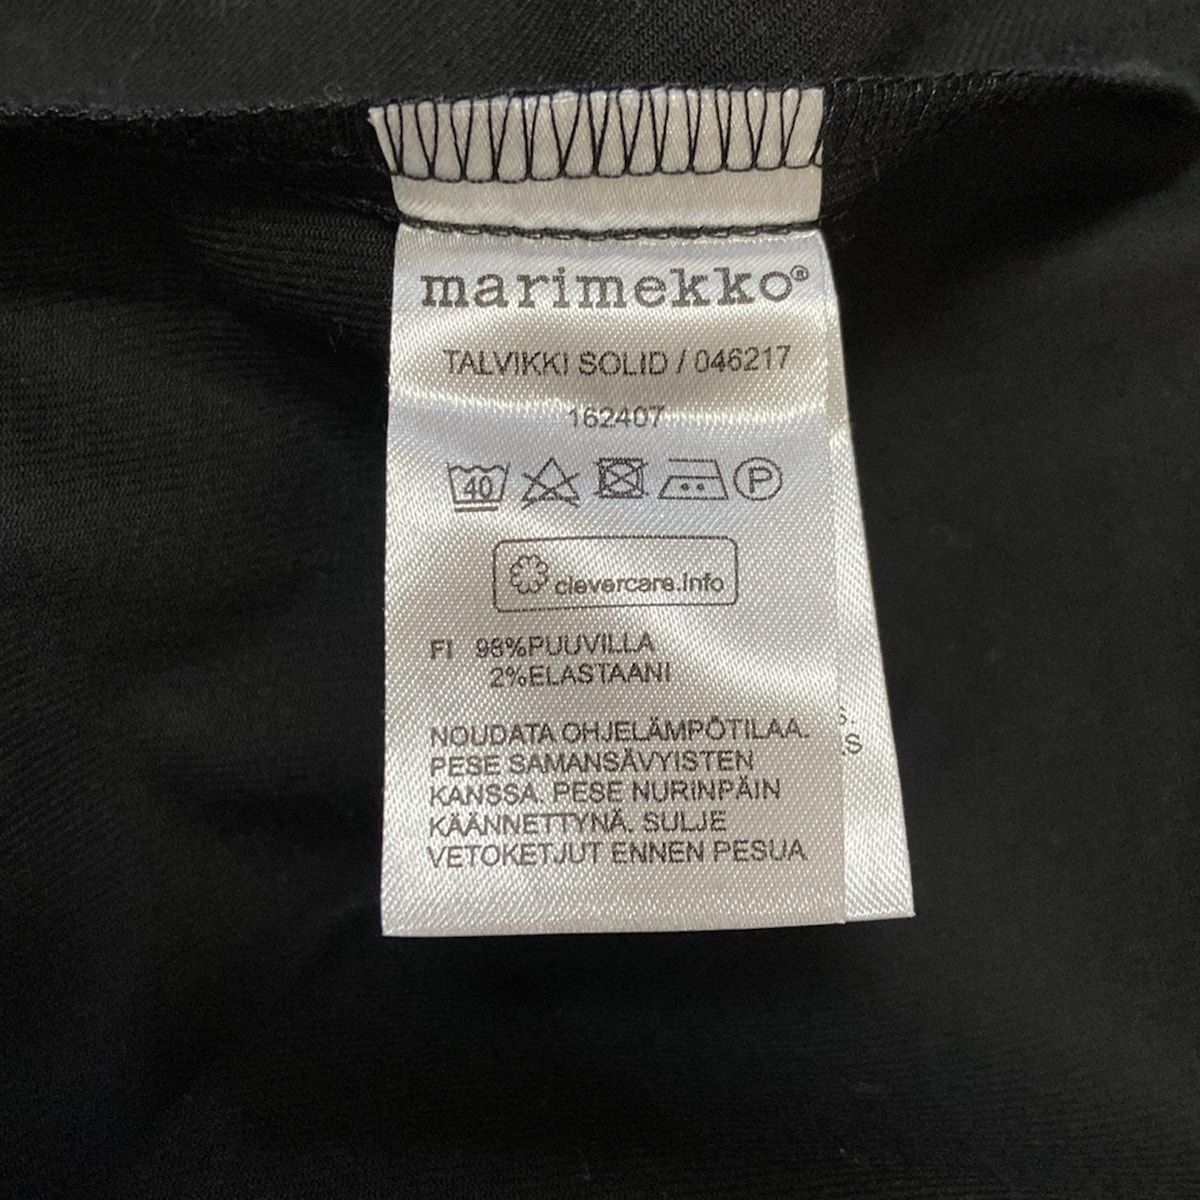 marimekko®
TALVIKKI SOLID / 046217
162407
40 P
clevercare.info
FI 98%PUUVILLA
2%ELASTAANI
NOUDATA OHJELÄMPÖTILAA.
PESE SAMANSÄVYISTEN
KANSSA. PESE NURINPÄIN
KÄÄNNETTYNÄ. SULJE
VETOKETJUT ENNEN PESUA